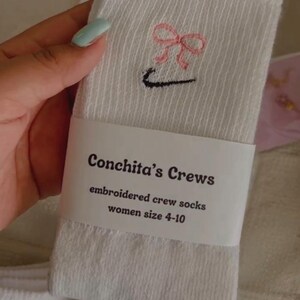 Conchita's Crews
embroidered crew socks
women size 4-10